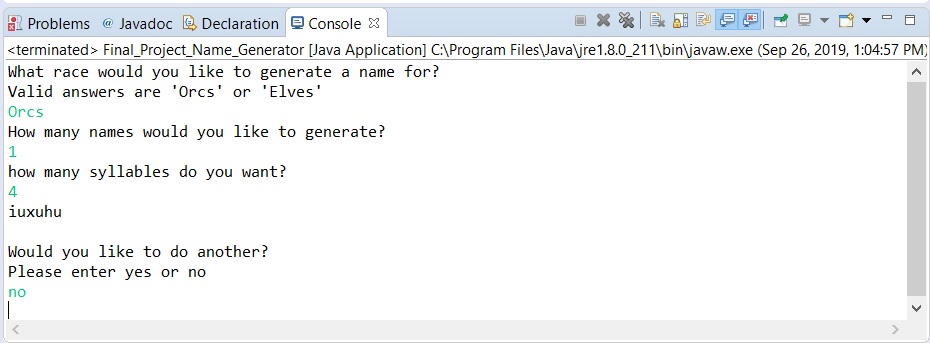 Problems @ Javadoc Declaration Console
<terminated> Final_Project_Name_Generator [Java Application] C:\Program Files\Java\jre1.8.0_211\bin\javaw.exe (Sep 26, 2019, 1:04:57 PM)
What race would you like to generate a name for?
Valid answers are 'Orcs' or 'Elves'
Orcs
How many names would you like to generate?
1
how many syllables do you want?
4
iuxuhu
Would you like to do another?
Please enter yes or no
no